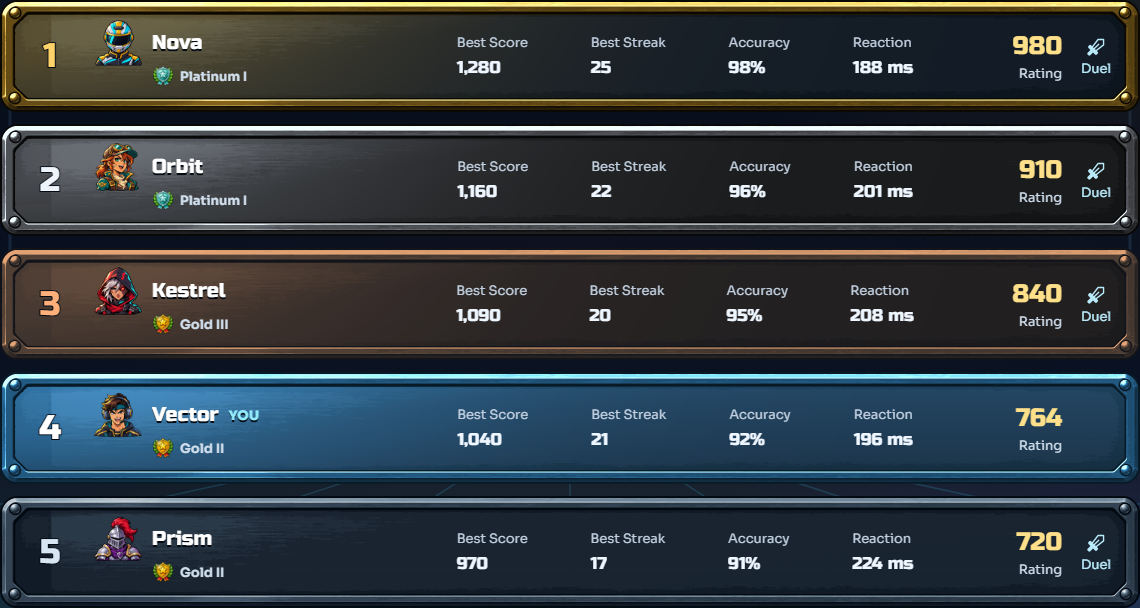 1
Nova
Platinum I
Best Score
1,280
Best Streak
25
Accuracy
98%
Reaction
188 ms
980
Rating
Duel
2
Orbit
Platinum I
Best Score
1,160
Best Streak
22
Accuracy
96%
Reaction
201 ms
910
Rating
Duel
3
Kestrel
Gold III
Best Score
1,090
Best Streak
20
Accuracy
95%
Reaction
208 ms
840
Rating
Duel
4
Vector YOU
Gold II
Best Score
1,040
Best Streak
21
Accuracy
92%
Reaction
196 ms
764
Rating
5
Prism
Gold II
Best Score
970
Best Streak
17
Accuracy
91%
Reaction
224 ms
720
Rating
Duel